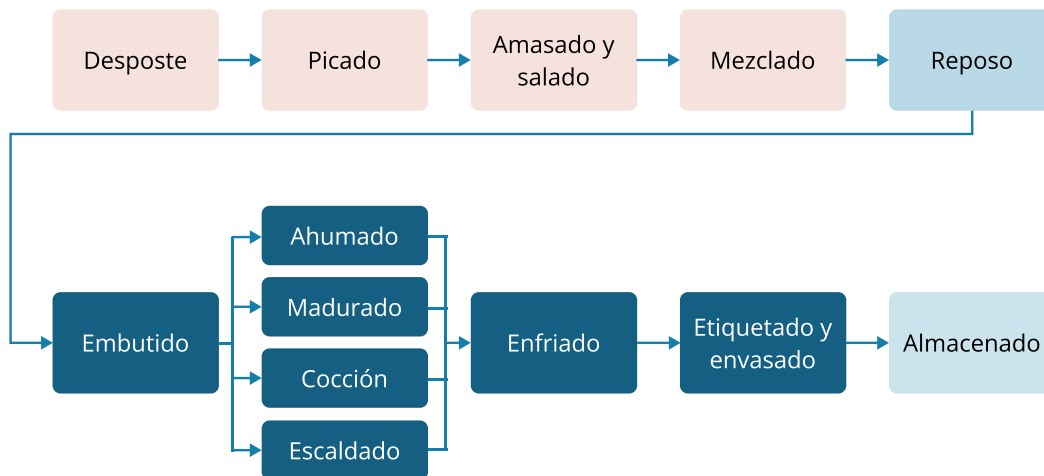 Desposte
Picado
Amasado y
salado
Mezclado
Reposo
Embutido
Ahumado
Madurado
Cocción
Escaldado
Enfriado
Etiquetado y
envasado
Almacenado